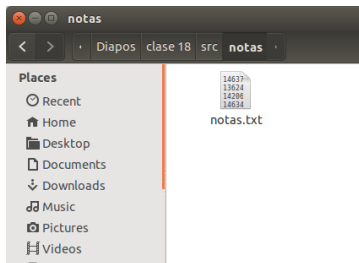 notas
Diapos clase 18 src notas
Places
Recent
Home
Desktop
Documents
Downloads
Music
Pictures
Videos
14637
13624
14206
14634
notas.txt